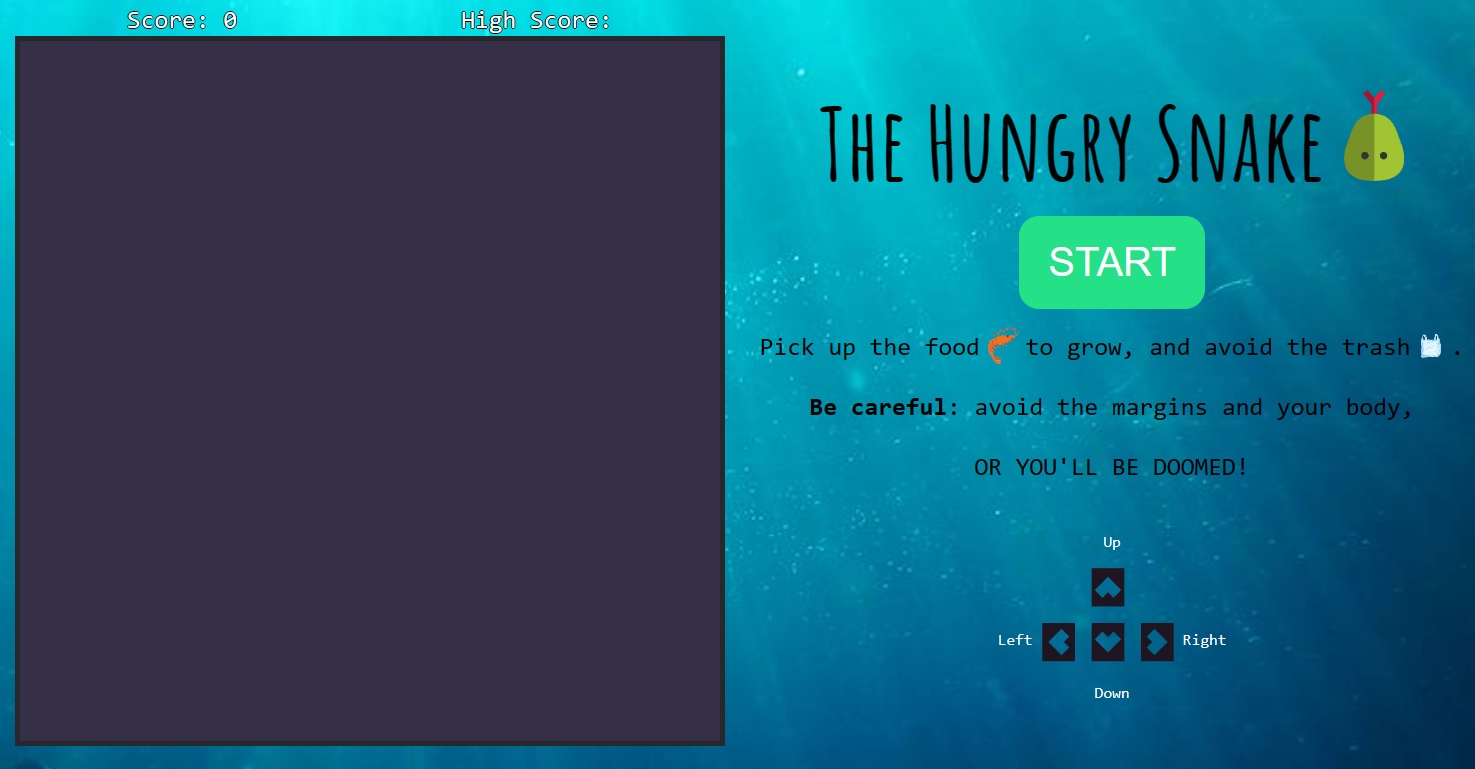 Score: 0 High Score:
The Hungry Snake
START
Pick up the food to grow, and avoid the trash .
Be careful: avoid the margins and your body,
OR YOU'LL BE DOOMED!
Up
Left Right
Down